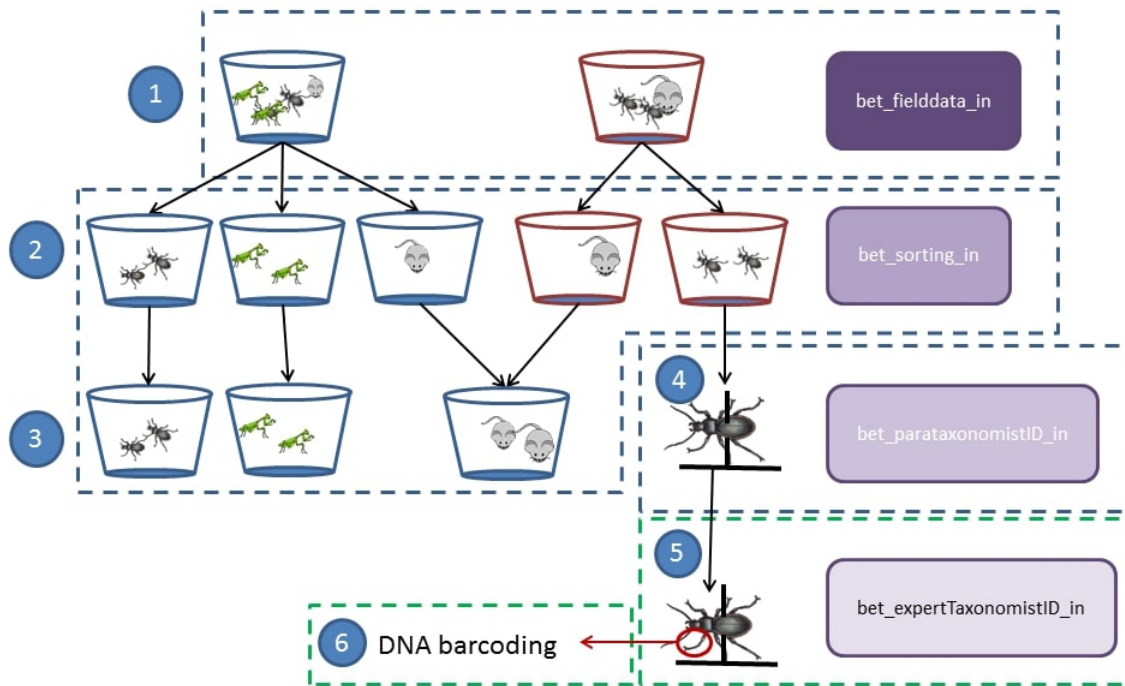 1
bet_fielddata_in
2
bet_sorting_in
4
3
bet_parataxonomistID_in
5
bet_expertTaxonomistID_in
6 DNA barcoding